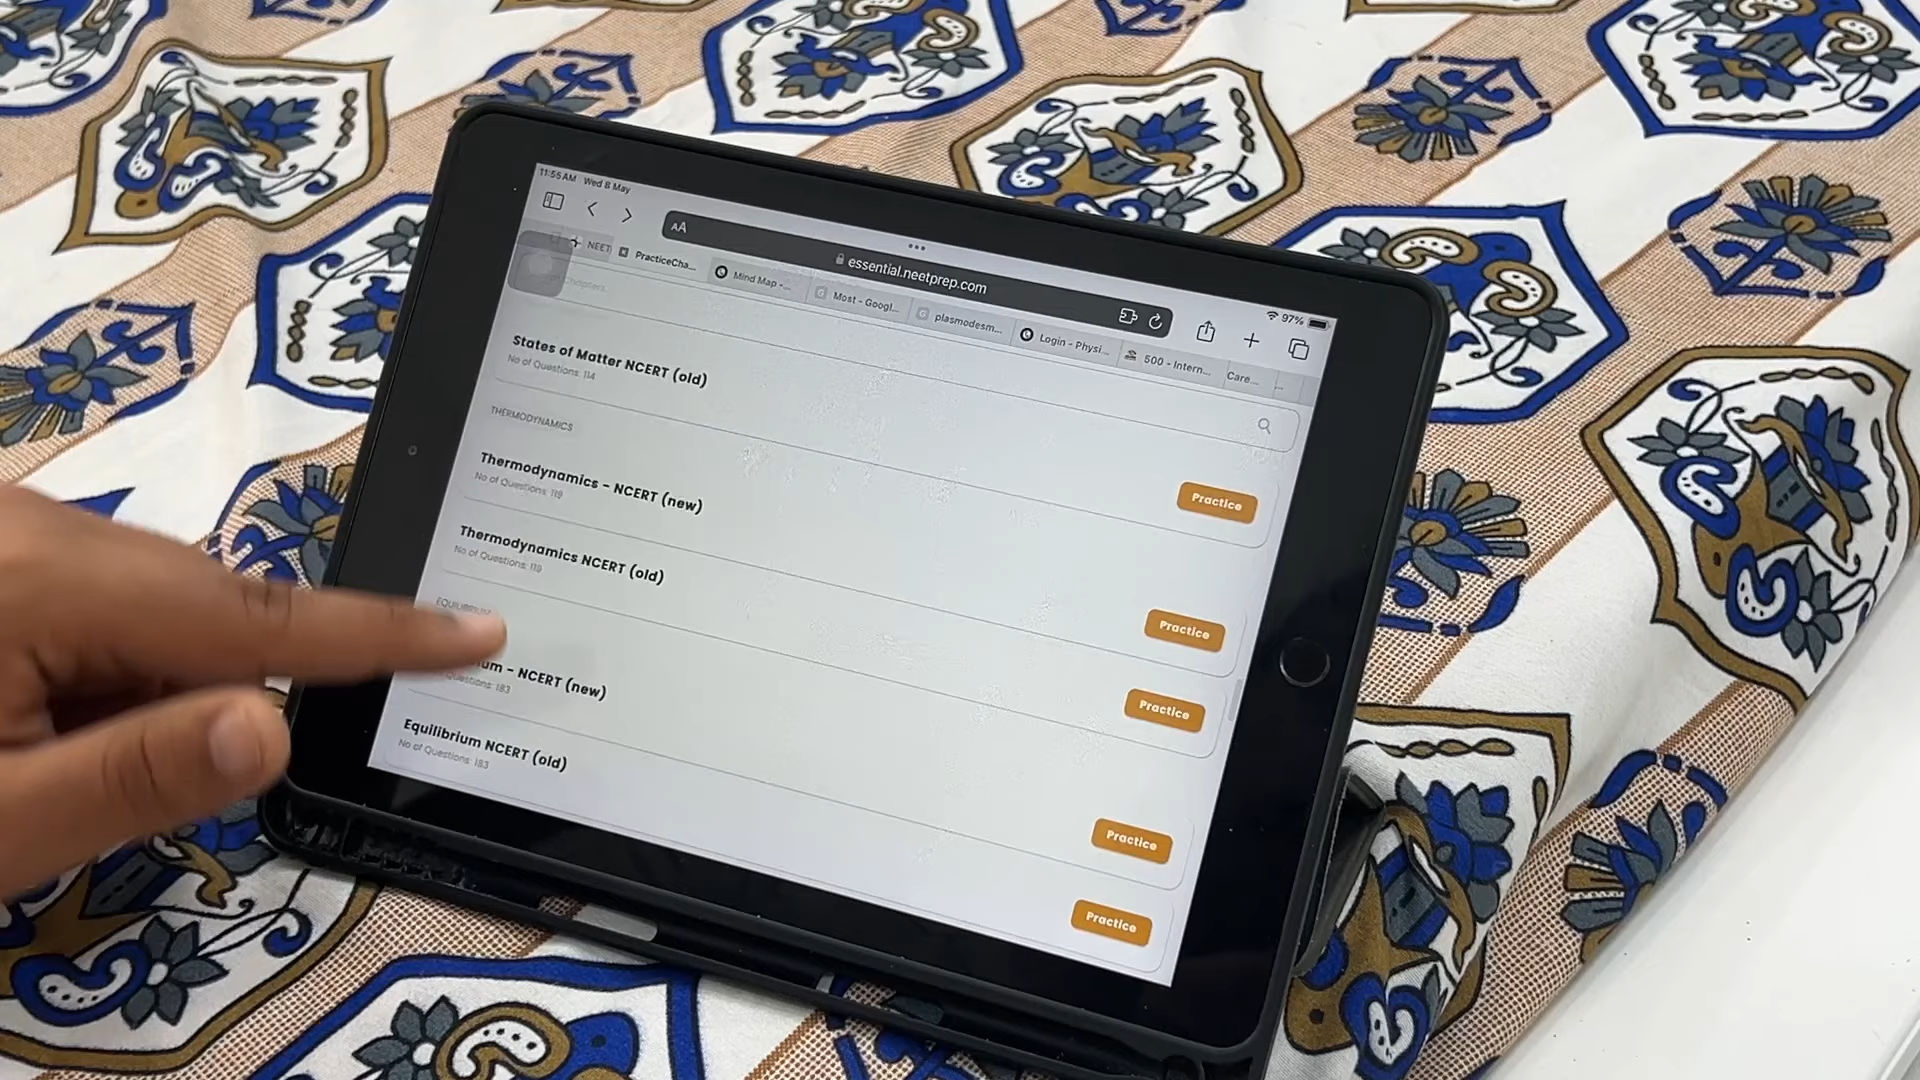 11:55 AM Wed 8 May
97%
AA
essential.neetprep.com
NEET
PracticeCha...
Mind Map -...
Most - Googl...
plasmodesm...
Login - Physi...
500 - Intern...
Care...
Chapters
States of Matter NCERT (old)
No of Questions: 114
Practice
THERMODYNAMICS
Thermodynamics - NCERT (new)
No of Questions: 119
Practice
Thermodynamics NCERT (old)
No of Questions: 119
Practice
EQUILIBRIUM
- NCERT (new)
Questions: 183
Practice
Equilibrium NCERT (old)
No of Questions: 183
Practice